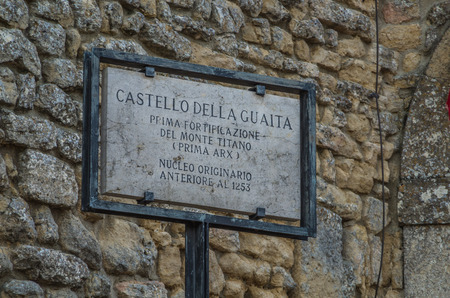 CASTELLO DELLA GUAITA
PRIMA FORTIFICAZIONE
DEL MONTE TITANO
( PRIMA ARX )
NUCLEO ORIGINARIO
ANTERIORE AL 1253